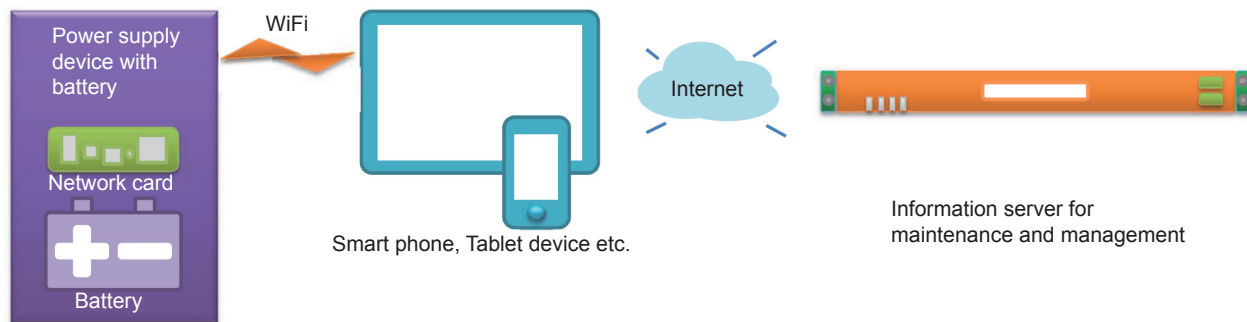 Power supply
device with
battery
Network card
Battery
WiFi
Smart phone, Tablet device etc.
Internet
Information server for
maintenance and management